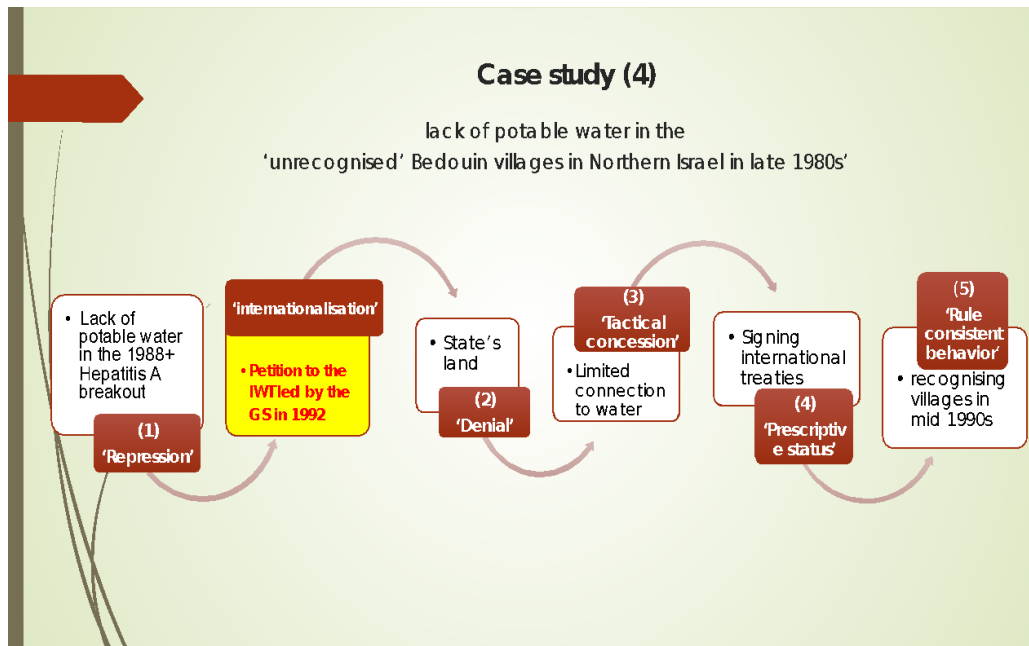 Case study (4)
lack of potable water in the
‘unrecognised’ Bedouin villages in Northern Israel in late 1980s’
• Lack of
potable water
in the 1988+
Hepatitis A
breakout
(1)
‘Repression’
‘internationalisation’
• Petition to the
IWTled by the
GS in 1992
• State’s
land
(2)
‘Denial’
(3)
‘Tactical
concession’
• Limited
connection
to water
• Signing
international
treaties
(4)
‘Prescriptiv
e status’
(5)
‘Rule
consistent
behavior’
• recognising
villages in
mid 1990s